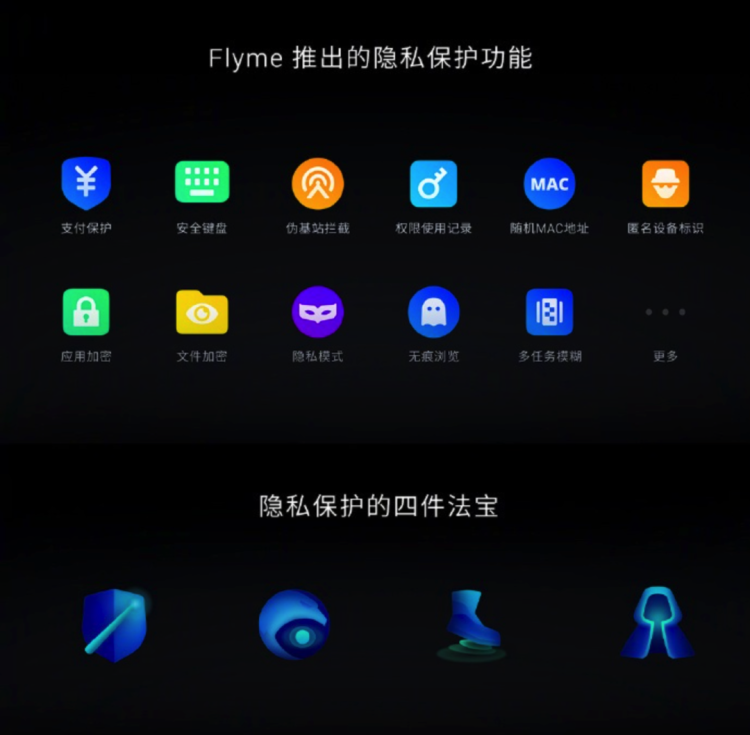 Flyme 推出的隐私保护功能
支付保护 安全键盘 伪基站拦截 权限使用记录 随机MAC地址 匿名设备标识
MAC
应用加密 文件加密 隐私模式 无痕浏览 多任务模糊 更多
隐私保护的四件法宝